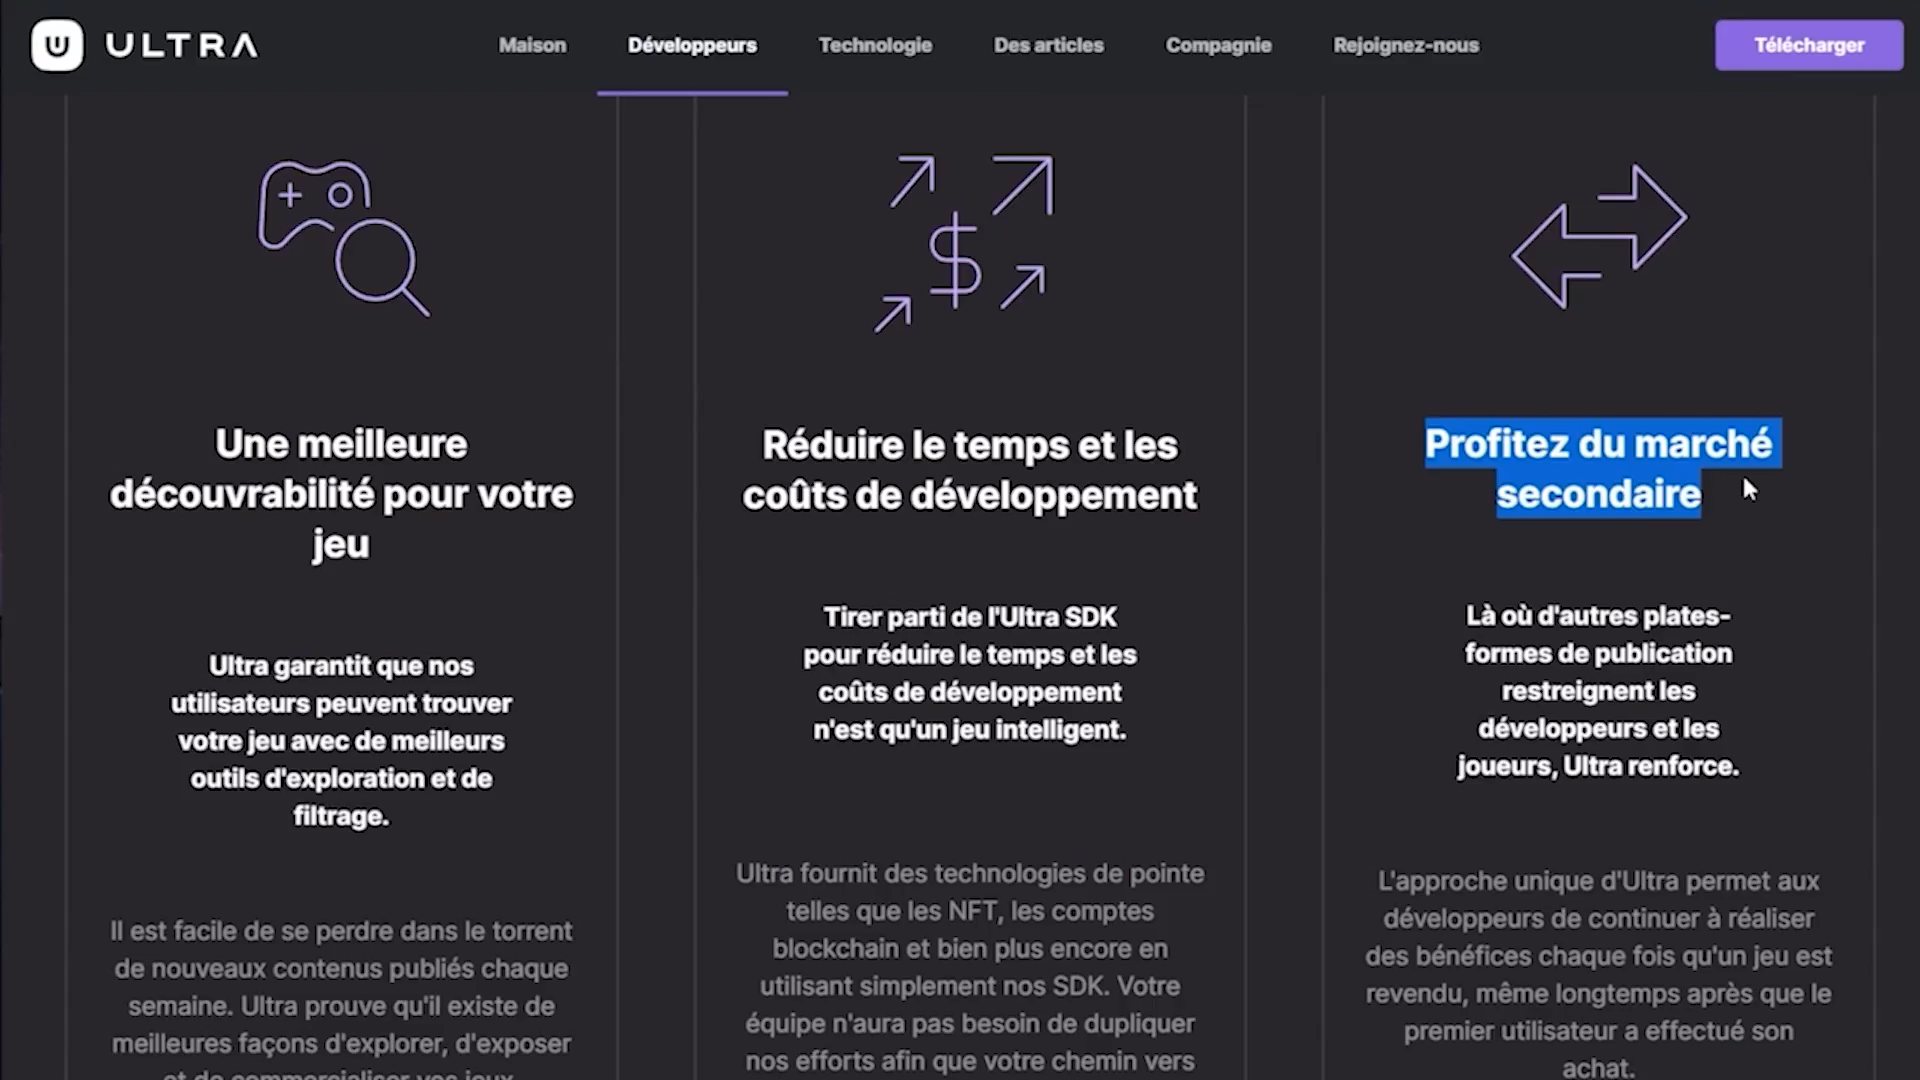 ULTRA
Maison
Développeurs
Technologie
Des articles
Compagnie
Rejoignez-nous
Télécharger
Une meilleure
découvrabilité pour votre
jeu
Ultra garantit que nos
utilisateurs peuvent trouver
votre jeu avec de meilleurs
outils d'exploration et de
filtrage.
Il est facile de se perdre dans le torrent
de nouveaux contenus publiés chaque
semaine. Ultra prouve qu'il existe de
meilleures façons d'explorer, d'exposer
et de commercialiser vos jeux
Réduire le temps et les
coûts de développement
Tirer parti de l'Ultra SDK
pour réduire le temps et les
coûts de développement
n'est qu'un jeu intelligent.
Ultra fournit des technologies de pointe
telles que les NFT, les comptes
blockchain et bien plus encore en
utilisant simplement nos SDK. Votre
équipe n'aura pas besoin de dupliquer
nos efforts afin que votre chemin vers
Profitez du marché
secondaire
Là où d'autres plates-
formes de publication
restreignent les
développeurs et les
joueurs, Ultra renforce.
L'approche unique d'Ultra permet aux
développeurs de continuer à réaliser
des bénéfices chaque fois qu'un jeu est
revendu, même longtemps après que le
premier utilisateur a effectué son
achat.